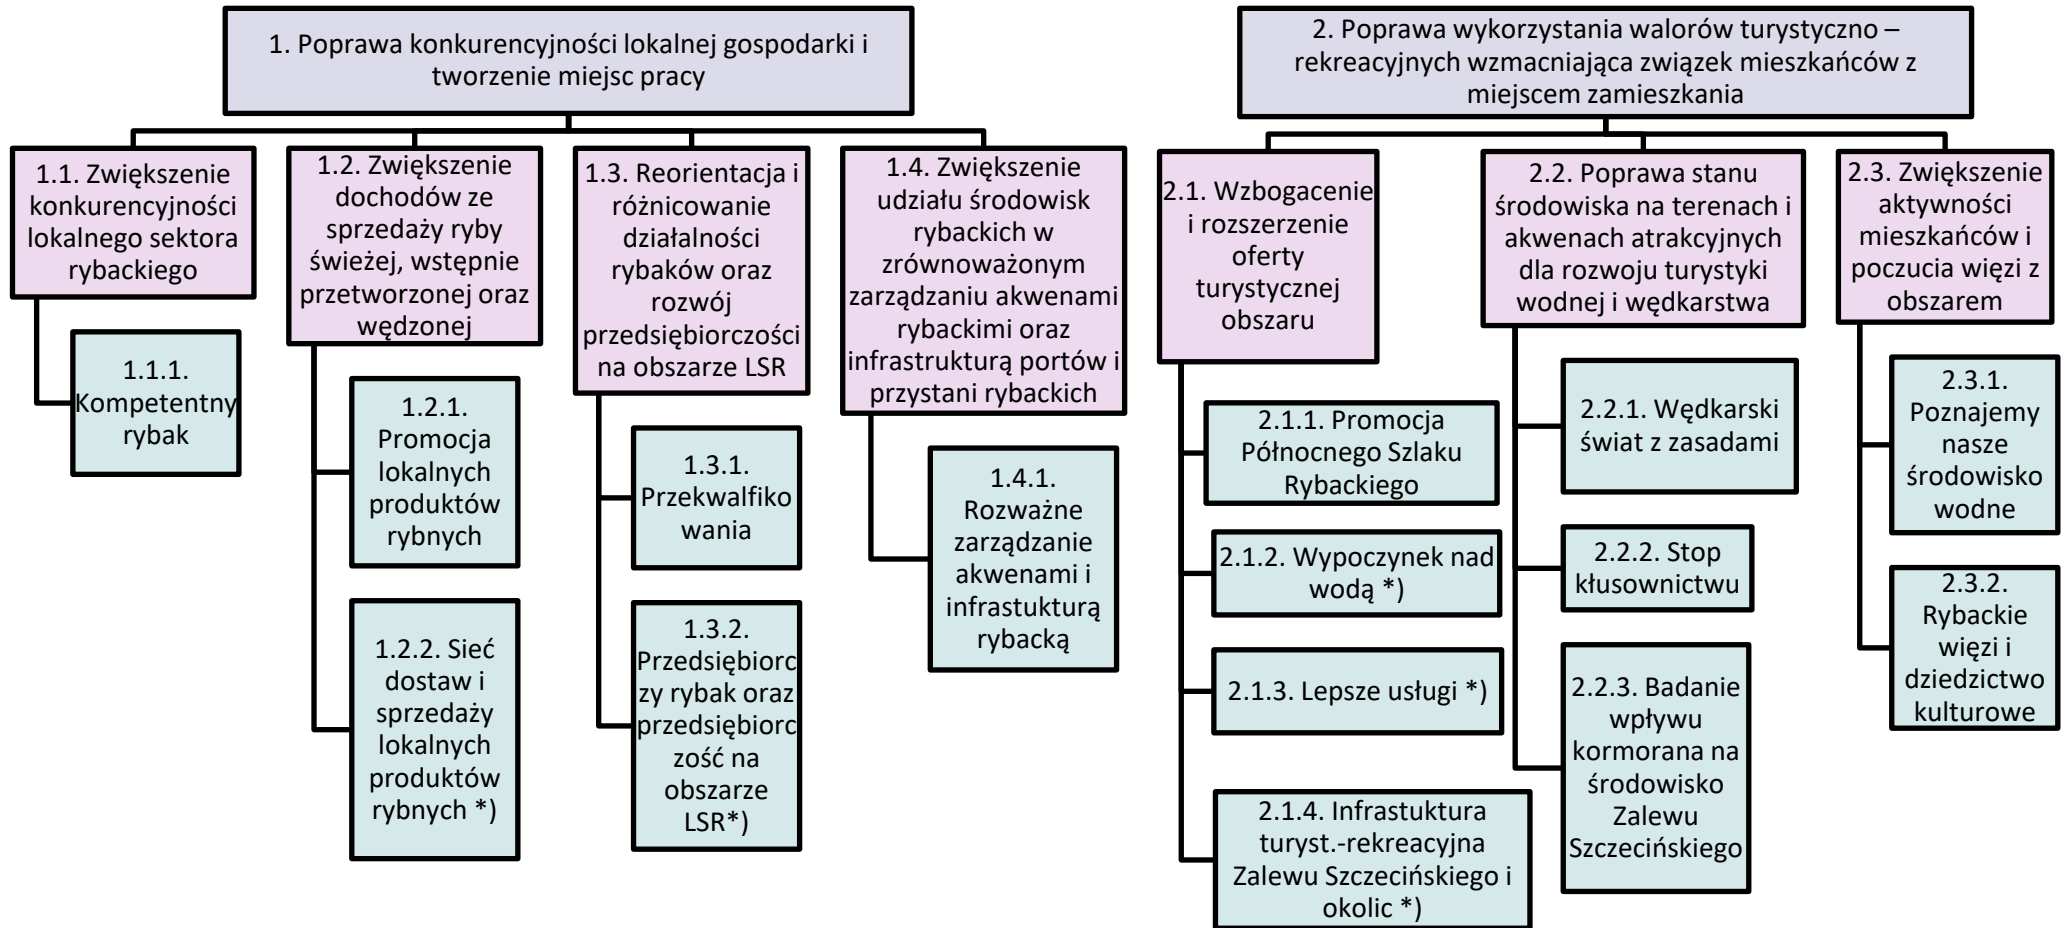 1. Poprawa konkurencyjności lokalnej gospodarki i
tworzenie miejsc pracy
1.1. Zwiększenie
konkurencyjności
lokalnego sektora
rybackiego
1.1.1.
Kompetentny
rybak
1.2. Zwiększenie
dochodów ze
sprzedaży ryby
świeżej, wstępnie
przetworzonej oraz
wędzonej
1.2.1.
Promocja
lokalnych
produktów
rybnych
1.2.2. Sieć
dostaw i
sprzedaży
lokalnych
produktów
rybnych *)
1.3. Reorientacja i
różnicowanie
działalności
rybaków oraz
rozwój
przedsiębiorczości
na obszarze LSR
1.3.1.
Przekwalfiko
wania
1.3.2.
Przedsiębiorc
zy rybak oraz
przedsiębiorc
zość na
obszarze
LSR*)
1.4. Zwiększenie
udziału środowisk
rybackich w
zrównoważonym
zarządzaniu akwenami
rybackimi oraz
infrastrukturą portów i
przystani rybackich
1.4.1.
Rozważne
zarządzanie
akwenami i
infrastukturą
rybacką
2. Poprawa wykorzystania walorów turystyczno –
rekreacyjnych wzmacniająca związek mieszkańców z
miejscem zamieszkania
2.1. Wzbogacenie
i rozszerzenie
oferty
turystycznej
obszaru
2.1.1. Promocja
Północnego Szlaku
Rybackiego
2.1.2. Wypoczynek nad
wodą *)
2.1.3. Lepsze usługi *)
2.1.4. Infrastuktura
turyst.-rekreacyjna
Zalewu Szczecińskiego i
okolic *)
2.2. Poprawa stanu
środowiska na terenach i
akwenach atrakcyjnych
dla rozwoju turystyki
wodnej i wędkarstwa
2.2.1. Wędkarski
świat z zasadami
2.2.2. Stop
kłusownictwu
2.2.3. Badanie
wpływu
kormorana na
środowisko
Zalewu
Szczecińskiego
2.3. Zwiększenie
aktywności
mieszkańców i
poczucia więzi z
obszarem
2.3.1.
Poznajemy
nasze
środowisko
wodne
2.3.2.
Rybackie
więzi i
dziedzictwo
kulturowe